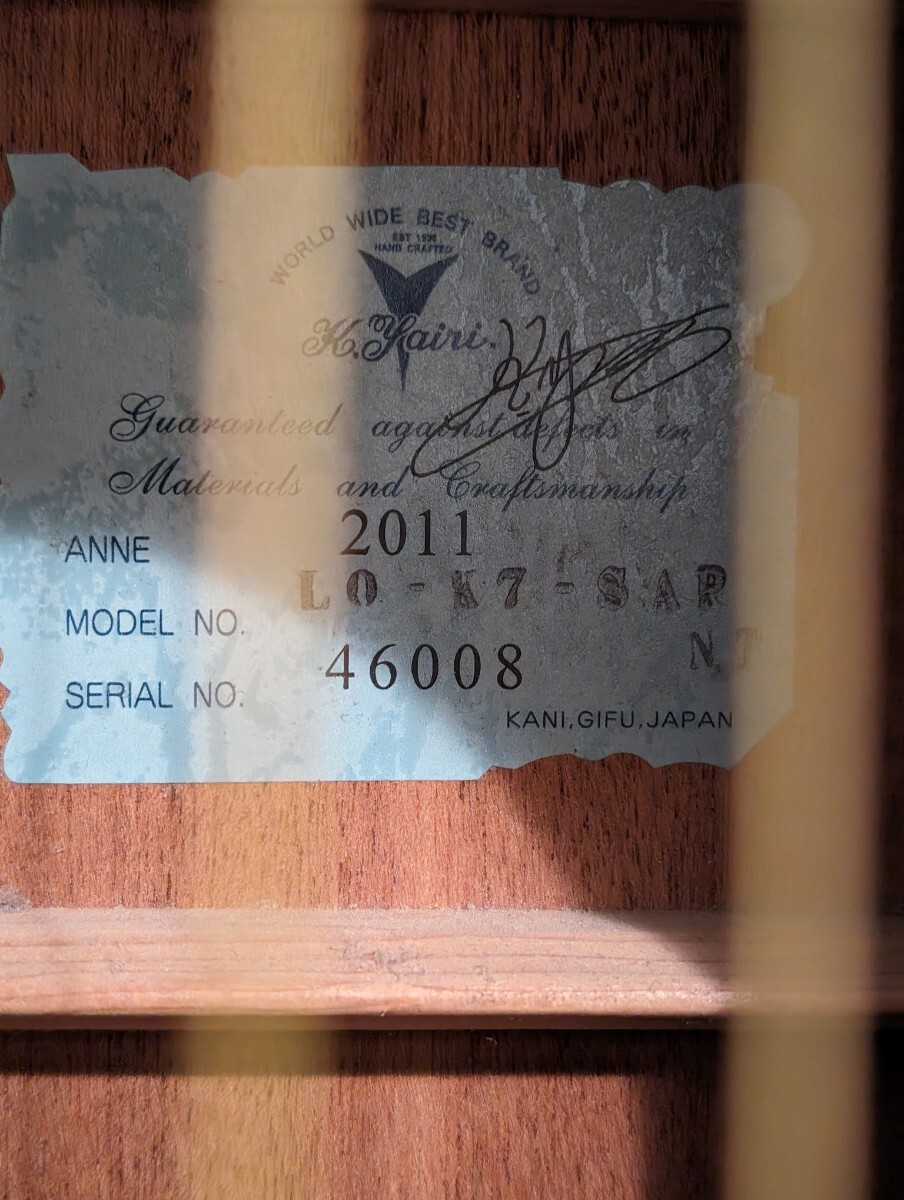 WORLD WIDE BEST BRAND
EST 1935
HAND CRAFTED
K.Yairi.
Guaranteed against defects in
Materials and Craftsmanship
ANNE 2011
MODEL NO. LO-K7-SAR
NT
SERIAL NO. 46008
KANI,GIFU,JAPAN